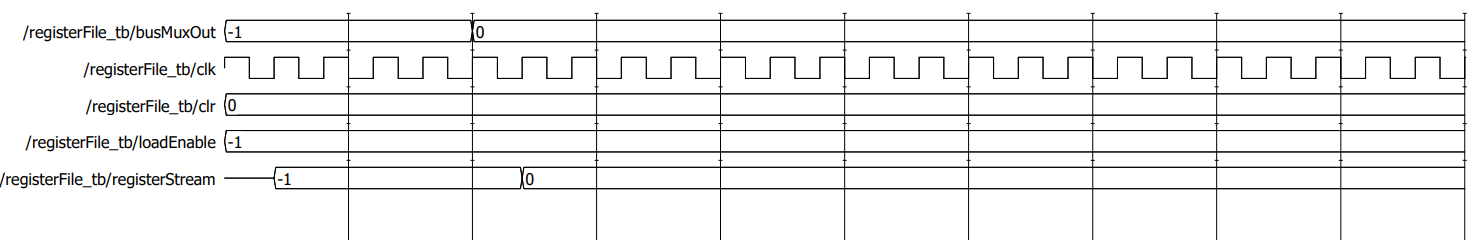 /registerFile_tb/busMuxOut -1 0
/registerFile_tb/clk
/registerFile_tb/clr 0
/registerFile_tb/loadEnable -1
/registerFile_tb/registerStream -1 0